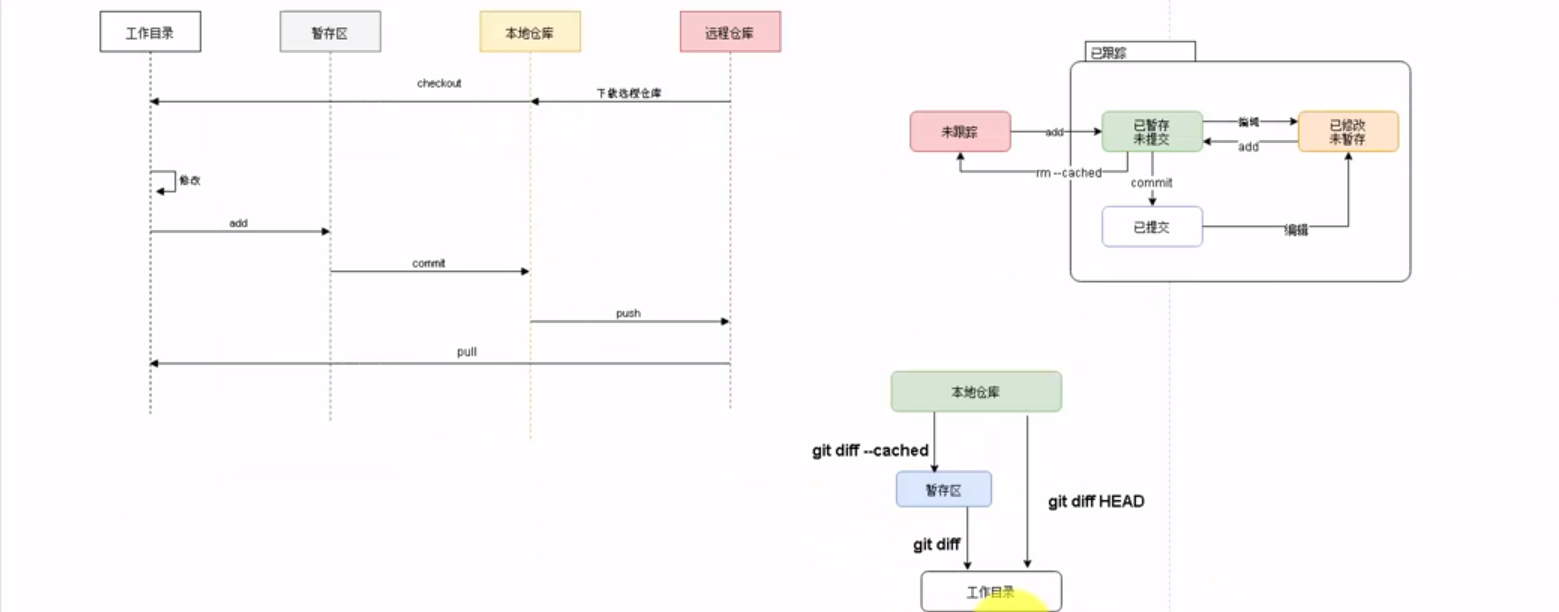 工作目录
暂存区
本地仓库
远程仓库
checkout
下载远程仓库
修改
add
commit
push
pull
已跟踪
未跟踪
add
已暂存
未提交
编辑
add
已修改
未暂存
rm --cached
commit
已提交
编辑
本地仓库
git diff --cached
暂存区
git diff HEAD
git diff
工作目录